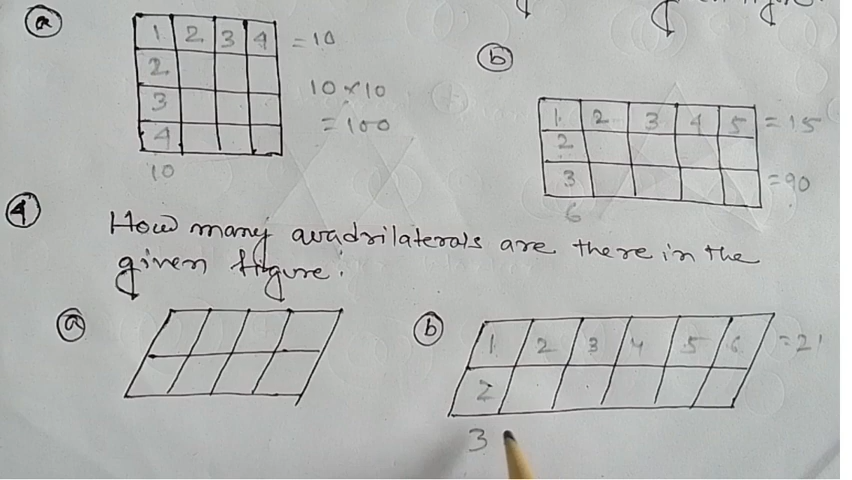 a
1 2 3 4 = 10
2
3
4
10
10 × 10
= 100
b
1 2 3 4 5 = 15
2
3 = 90
6
4
How many quadrilaterals are there in the
given figure.
a
b
1 2 3 4 5 6 = 21
2
3